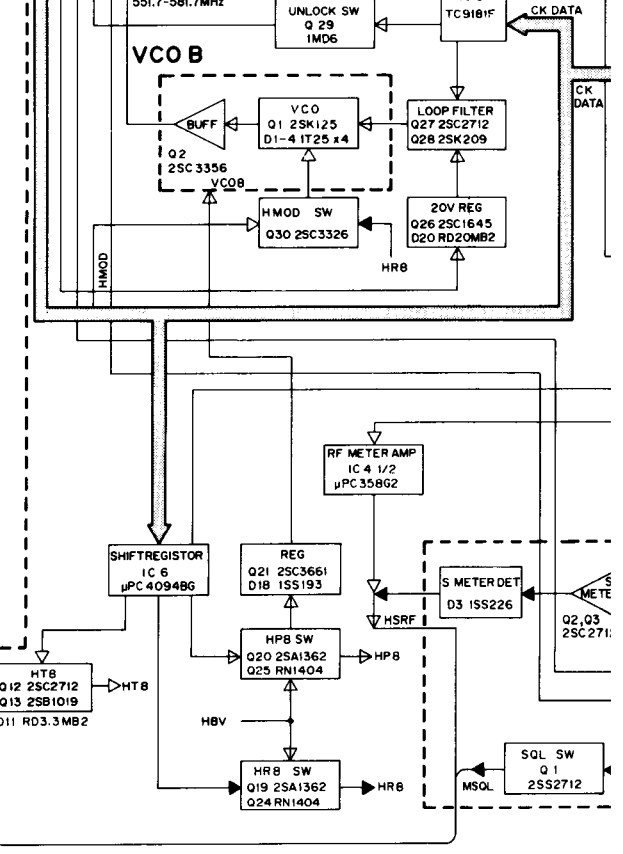 551.7-581.7MHz
UNLOCK SW
Q 29
1MD6
TC9181F
CK DATA
VCO B
CK
DATA
BUFF
VCO
Q1 2SK125
D1-4 1T25 x4
LOOP FILTER
Q27 2SC2712
Q28 2SK209
Q2
2SC3356
VCOB
HMOD SW
Q30 2SC3326
20V REG
Q26 2SC1645
D20 RD20MB2
HR8
HMOD
RF METER AMP
IC 4 1/2
µPC358G2
SHIFTREGISTOR
IC 6
µPC4094BG
REG
Q21 2SC3661
D18 1SS193
S METER DET
D3 1SS226
S
METE
Q2,Q3
2SC271
HSRF
HP8 SW
Q20 2SA1362
Q25 RN1404
HP8
HT8
Q12 2SC2712
Q13 2SB1019
HT8
D11 RD3.3MB2
H8V
HR8 SW
Q19 2SA1362
Q24 RN1404
HR8
MSQL
SQL SW
Q 1
2SS2712